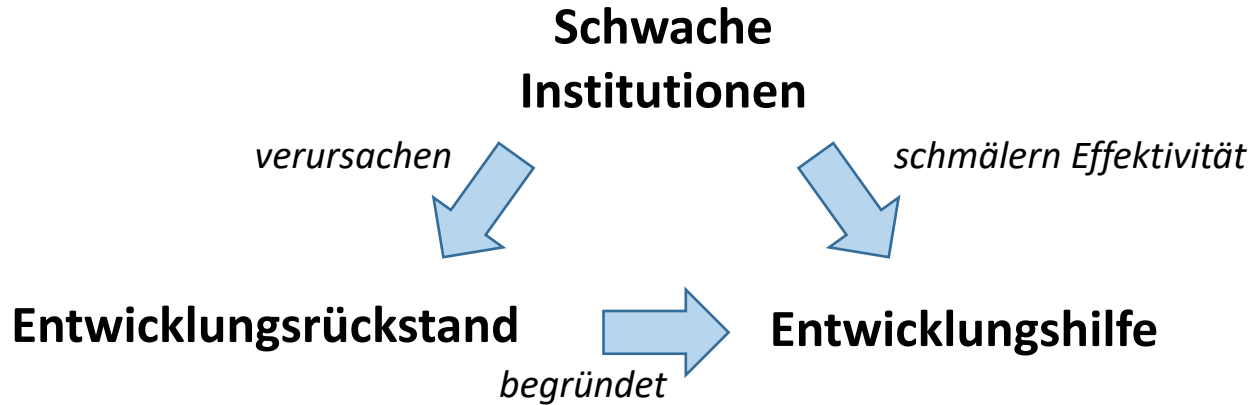 Schwache
Institutionen
verursachen
schmälern Effektivität
Entwicklungsrückstand
Entwicklungshilfe
begründet